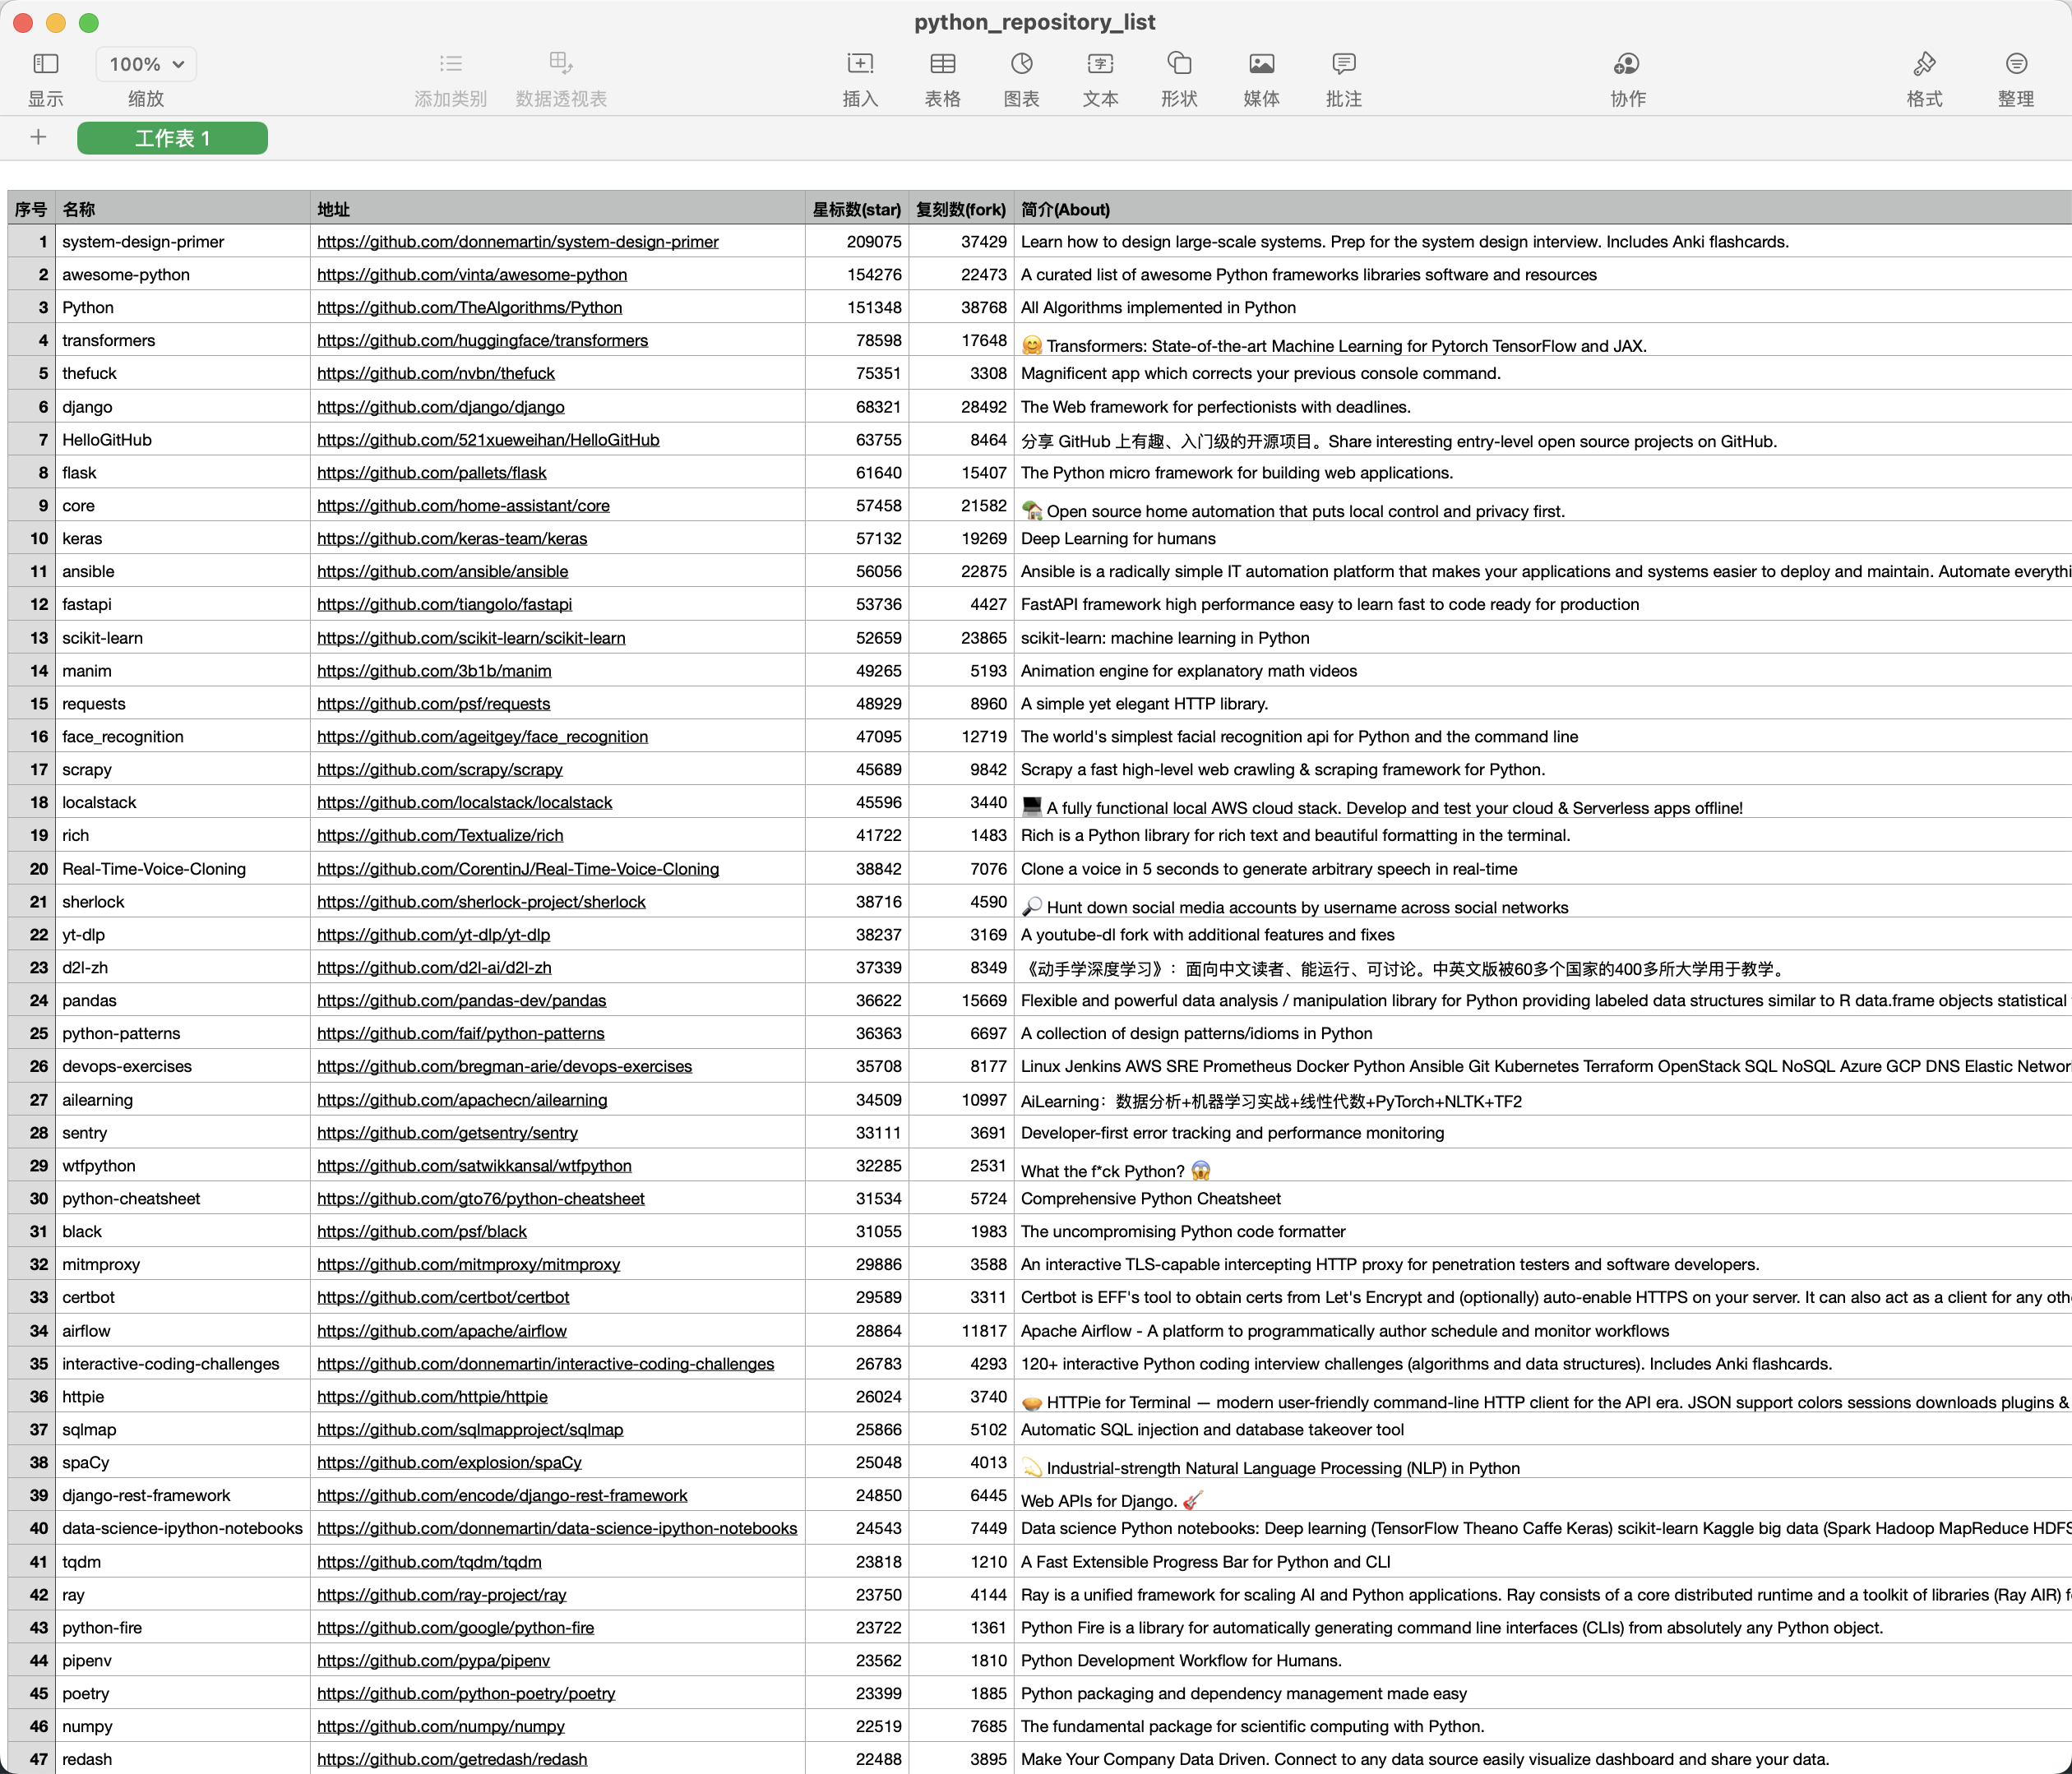 python_repository_list
100%
显示 缩放 添加类别 数据透视表 插入 表格 图表 文本 形状 媒体 批注 协作 格式 整理
工作表 1
序号 名称 地址 星标数(star) 复刻数(fork) 简介(About)
1 system-design-primer https://github.com/donnemartin/system-design-primer 209075 37429 Learn how to design large-scale systems. Prep for the system design interview. Includes Anki flashcards.
2 awesome-python https://github.com/vinta/awesome-python 154276 22473 A curated list of awesome Python frameworks libraries software and resources
3 Python https://github.com/TheAlgorithms/Python 151348 38768 All Algorithms implemented in Python
4 transformers https://github.com/huggingface/transformers 78598 17648 🤗 Transformers: State-of-the-art Machine Learning for Pytorch TensorFlow and JAX.
5 thefuck https://github.com/nvbn/thefuck 75351 3308 Magnificent app which corrects your previous console command.
6 django https://github.com/django/django 68321 28492 The Web framework for perfectionists with deadlines.
7 HelloGitHub https://github.com/521xueweihan/HelloGitHub 63755 8464 分享 GitHub 上有趣、入门级的开源项目。Share interesting entry-level open source projects on GitHub.
8 flask https://github.com/pallets/flask 61640 15407 The Python micro framework for building web applications.
9 core https://github.com/home-assistant/core 57458 21582 🏡 Open source home automation that puts local control and privacy first.
10 keras https://github.com/keras-team/keras 57132 19269 Deep Learning for humans
11 ansible https://github.com/ansible/ansible 56056 22875 Ansible is a radically simple IT automation platform that makes your applications and systems easier to deploy and maintain. Automate everythi
12 fastapi https://github.com/tiangolo/fastapi 53736 4427 FastAPI framework high performance easy to learn fast to code ready for production
13 scikit-learn https://github.com/scikit-learn/scikit-learn 52659 23865 scikit-learn: machine learning in Python
14 manim https://github.com/3b1b/manim 49265 5193 Animation engine for explanatory math videos
15 requests https://github.com/psf/requests 48929 8960 A simple yet elegant HTTP library.
16 face_recognition https://github.com/ageitgey/face_recognition 47095 12719 The world's simplest facial recognition api for Python and the command line
17 scrapy https://github.com/scrapy/scrapy 45689 9842 Scrapy a fast high-level web crawling & scraping framework for Python.
18 localstack https://github.com/localstack/localstack 45596 3440 💻 A fully functional local AWS cloud stack. Develop and test your cloud & Serverless apps offline!
19 rich https://github.com/Textualize/rich 41722 1483 Rich is a Python library for rich text and beautiful formatting in the terminal.
20 Real-Time-Voice-Cloning https://github.com/CorentinJ/Real-Time-Voice-Cloning 38842 7076 Clone a voice in 5 seconds to generate arbitrary speech in real-time
21 sherlock https://github.com/sherlock-project/sherlock 38716 4590 🔎 Hunt down social media accounts by username across social networks
22 yt-dlp https://github.com/yt-dlp/yt-dlp 38237 3169 A youtube-dl fork with additional features and fixes
23 d2l-zh https://github.com/d2l-ai/d2l-zh 37339 8349 《动手学深度学习》：面向中文读者、能运行、可讨论。中英文版被60多个国家的400多所大学用于教学。
24 pandas https://github.com/pandas-dev/pandas 36622 15669 Flexible and powerful data analysis / manipulation library for Python providing labeled data structures similar to R data.frame objects statistical
25 python-patterns https://github.com/faif/python-patterns 36363 6697 A collection of design patterns/idioms in Python
26 devops-exercises https://github.com/bregman-arie/devops-exercises 35708 8177 Linux Jenkins AWS SRE Prometheus Docker Python Ansible Git Kubernetes Terraform OpenStack SQL NoSQL Azure GCP DNS Elastic Networ
27 ailearning https://github.com/apachecn/ailearning 34509 10997 AiLearning：数据分析+机器学习实战+线性代数+PyTorch+NLTK+TF2
28 sentry https://github.com/getsentry/sentry 33111 3691 Developer-first error tracking and performance monitoring
29 wtfpython https://github.com/satwikkansal/wtfpython 32285 2531 What the f*ck Python? 😱
30 python-cheatsheet https://github.com/gto76/python-cheatsheet 31534 5724 Comprehensive Python Cheatsheet
31 black https://github.com/psf/black 31055 1983 The uncompromising Python code formatter
32 mitmproxy https://github.com/mitmproxy/mitmproxy 29886 3588 An interactive TLS-capable intercepting HTTP proxy for penetration testers and software developers.
33 certbot https://github.com/certbot/certbot 29589 3311 Certbot is EFF's tool to obtain certs from Let's Encrypt and (optionally) auto-enable HTTPS on your server. It can also act as a client for any oth
34 airflow https://github.com/apache/airflow 28864 11817 Apache Airflow - A platform to programmatically author schedule and monitor workflows
35 interactive-coding-challenges https://github.com/donnemartin/interactive-coding-challenges 26783 4293 120+ interactive Python coding interview challenges (algorithms and data structures). Includes Anki flashcards.
36 httpie https://github.com/httpie/httpie 26024 3740 🥧 HTTPie for Terminal — modern user-friendly command-line HTTP client for the API era. JSON support colors sessions downloads plugins &
37 sqlmap https://github.com/sqlmapproject/sqlmap 25866 5102 Automatic SQL injection and database takeover tool
38 spaCy https://github.com/explosion/spaCy 25048 4013 💫 Industrial-strength Natural Language Processing (NLP) in Python
39 django-rest-framework https://github.com/encode/django-rest-framework 24850 6445 Web APIs for Django. 🎸
40 data-science-ipython-notebooks https://github.com/donnemartin/data-science-ipython-notebooks 24543 7449 Data science Python notebooks: Deep learning (TensorFlow Theano Caffe Keras) scikit-learn Kaggle big data (Spark Hadoop MapReduce HDFS
41 tqdm https://github.com/tqdm/tqdm 23818 1210 A Fast Extensible Progress Bar for Python and CLI
42 ray https://github.com/ray-project/ray 23750 4144 Ray is a unified framework for scaling AI and Python applications. Ray consists of a core distributed runtime and a toolkit of libraries (Ray AIR) f
43 python-fire https://github.com/google/python-fire 23722 1361 Python Fire is a library for automatically generating command line interfaces (CLIs) from absolutely any Python object.
44 pipenv https://github.com/pypa/pipenv 23562 1810 Python Development Workflow for Humans.
45 poetry https://github.com/python-poetry/poetry 23399 1885 Python packaging and dependency management made easy
46 numpy https://github.com/numpy/numpy 22519 7685 The fundamental package for scientific computing with Python.
47 redash https://github.com/getredash/redash 22488 3895 Make Your Company Data Driven. Connect to any data source easily visualize dashboard and share your data.